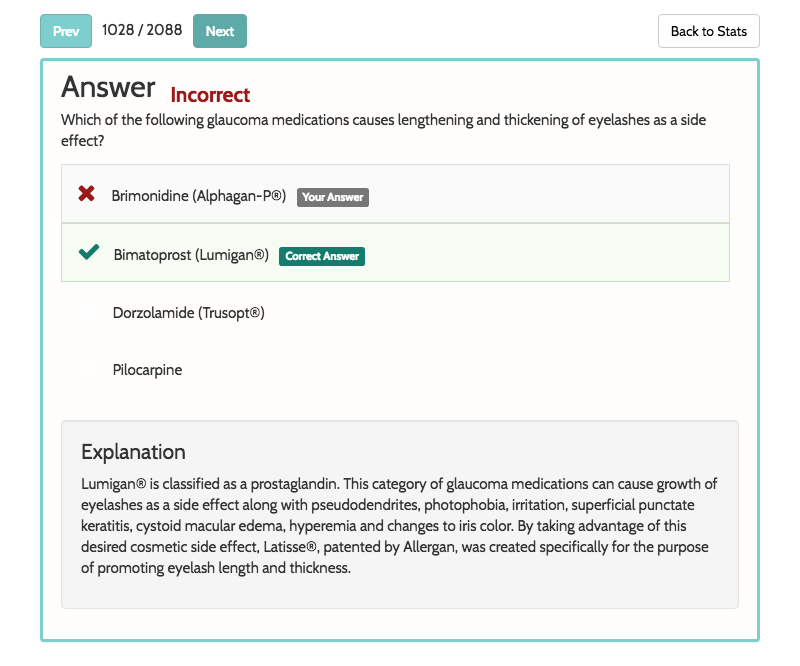 Prev 1028 / 2088 Next Back to Stats
Answer Incorrect
Which of the following glaucoma medications causes lengthening and thickening of eyelashes as a side
effect?
Brimonidine (Alphagan-P®) Your Answer
Bimatoprost (Lumigan®) Correct Answer
Dorzolamide (Trusopt®)
Pilocarpine
Explanation
Lumigan® is classified as a prostaglandin. This category of glaucoma medications can cause growth of
eyelashes as a side effect along with pseudodendrites, photophobia, irritation, superficial punctate
keratitis, cystoid macular edema, hyperemia and changes to iris color. By taking advantage of this
desired cosmetic side effect, Latisse®, patented by Allergan, was created specifically for the purpose
of promoting eyelash length and thickness.